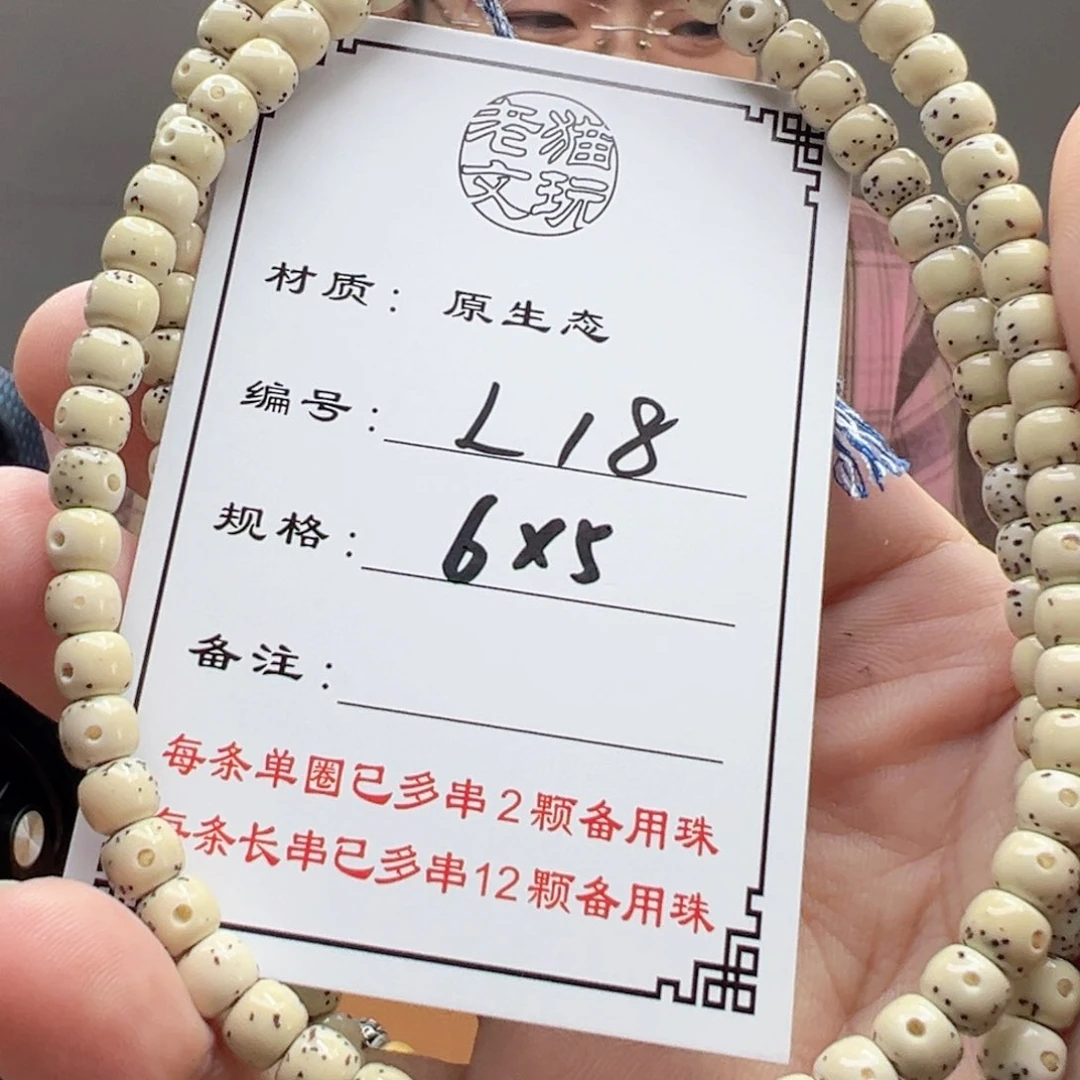 老猫
文玩
材质：原生态
编号：L18
规格：6x5
备注：
每条单圈已多串2颗备用珠
每条长串已多串12颗备用珠